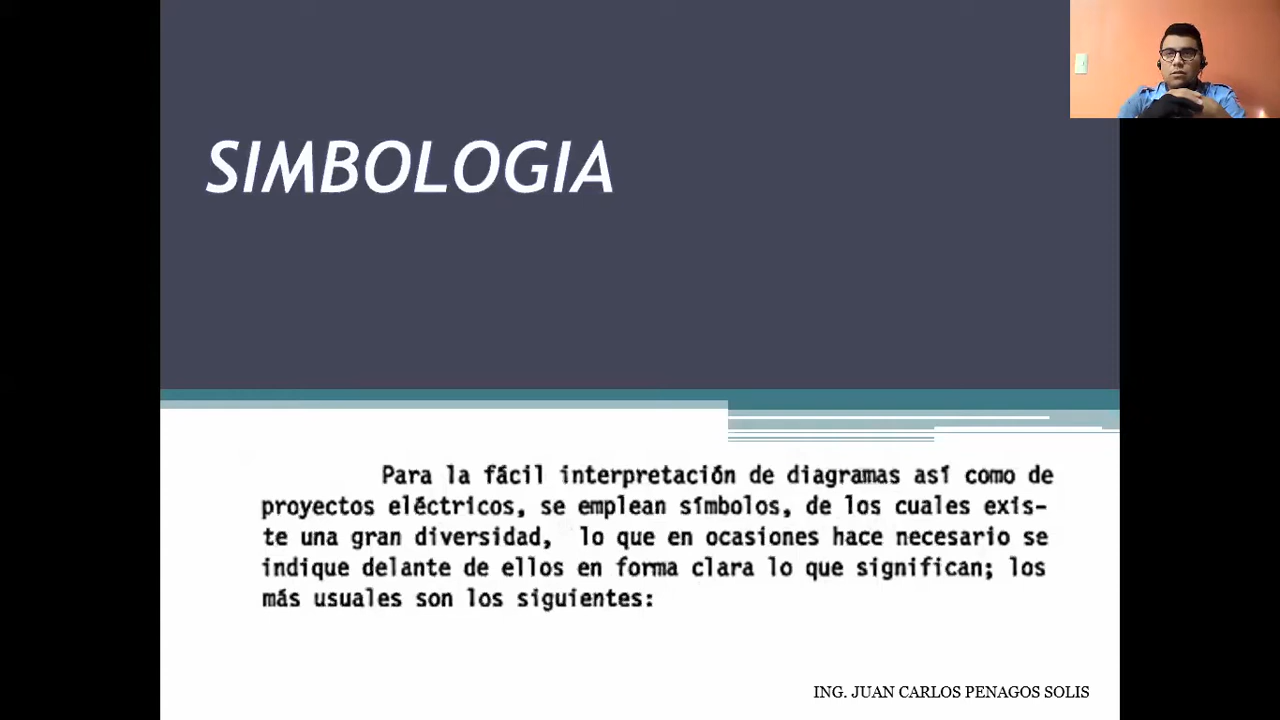 SIMBOLOGIA
Para la fácil interpretación de diagramas así como de
proyectos eléctricos, se emplean símbolos, de los cuales exis-
te una gran diversidad, lo que en ocasiones hace necesario se
indique delante de ellos en forma clara lo que significan; los
más usuales son los siguientes:
ING. JUAN CARLOS PENAGOS SOLIS